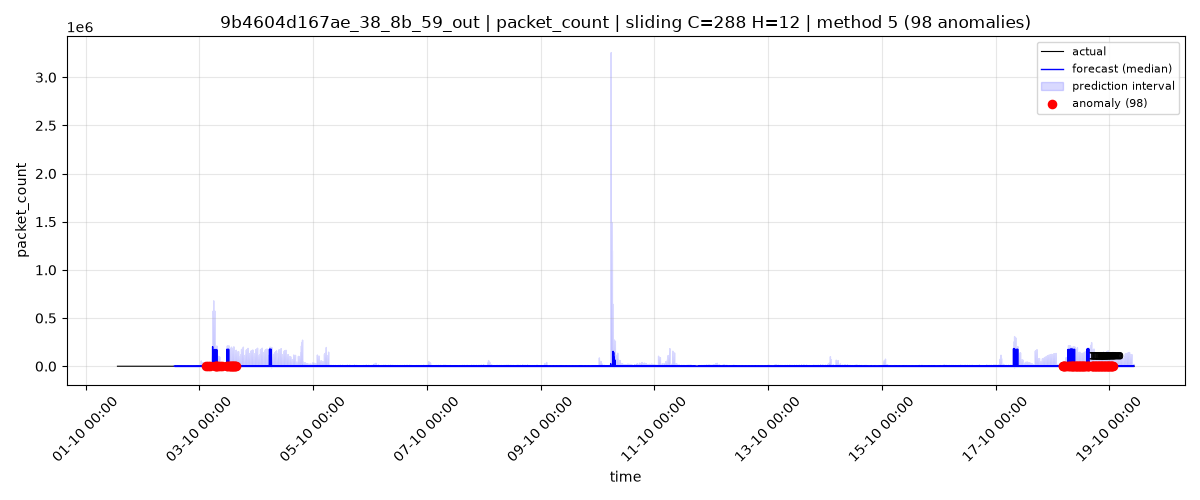 9b4604d167ae_38_8b_59_out | packet_count | sliding C=288 H=12 | method 5 (98 anomalies)
1e6
actual
forecast (median)
prediction interval
anomaly (98)
3.0
2.5
2.0
1.5
1.0
0.5
0.0
packet_count
01-10 00:00
03-10 00:00
05-10 00:00
07-10 00:00
09-10 00:00
11-10 00:00
13-10 00:00
15-10 00:00
17-10 00:00
19-10 00:00
time